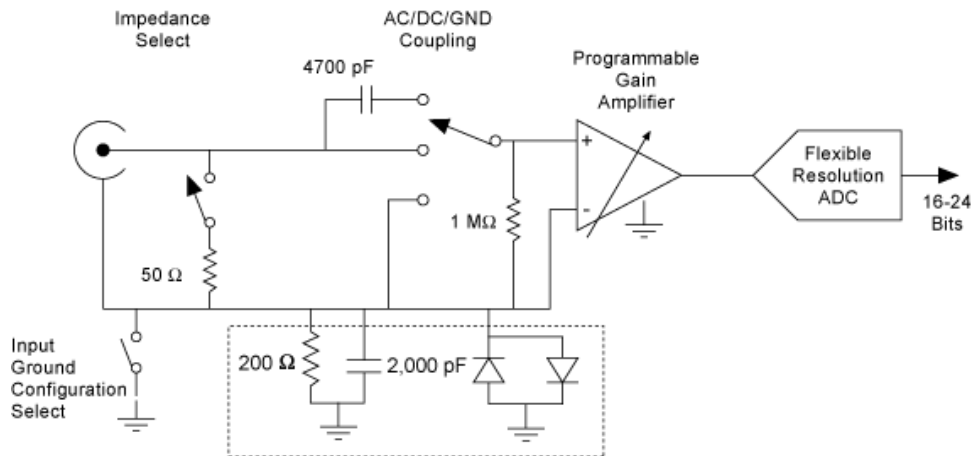 Impedance
Select
AC/DC/GND
Coupling
4700 pF
Programmable
Gain
Amplifier
+
-
Flexible
Resolution
ADC
16-24
Bits
1 MΩ
50 Ω
Input
Ground
Configuration
Select
200 Ω
2,000 pF